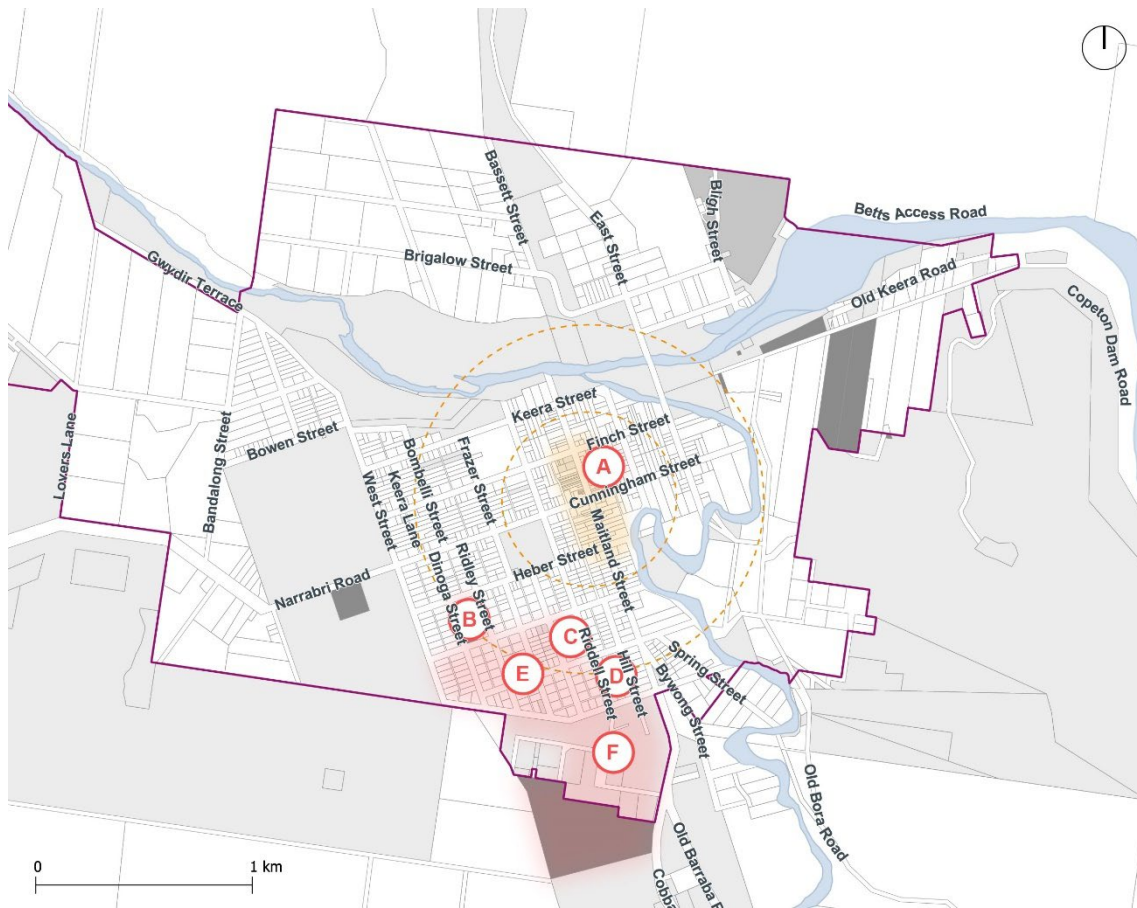 Bassett Street
Bligh Street
East Street
Betts Access Road
Brigalow Street
Gwydir Terrace
Old Keera Road
Copeton Dam Road
Keera Street
Finch Street
A
Cunningham Street
Bowen Street
Bombelli Street
Frazer Street
Lovers Lane
Bandalong Street
West Street
Keera Lane
Maitland Street
Heber Street
Narrabri Road
Dinoga Street
Ridley Street
B
C
Riddell Street
Hill Street
D
E
Spring Street
Bywong Street
F
Old Bora Road
Old Barraba
0 1 km